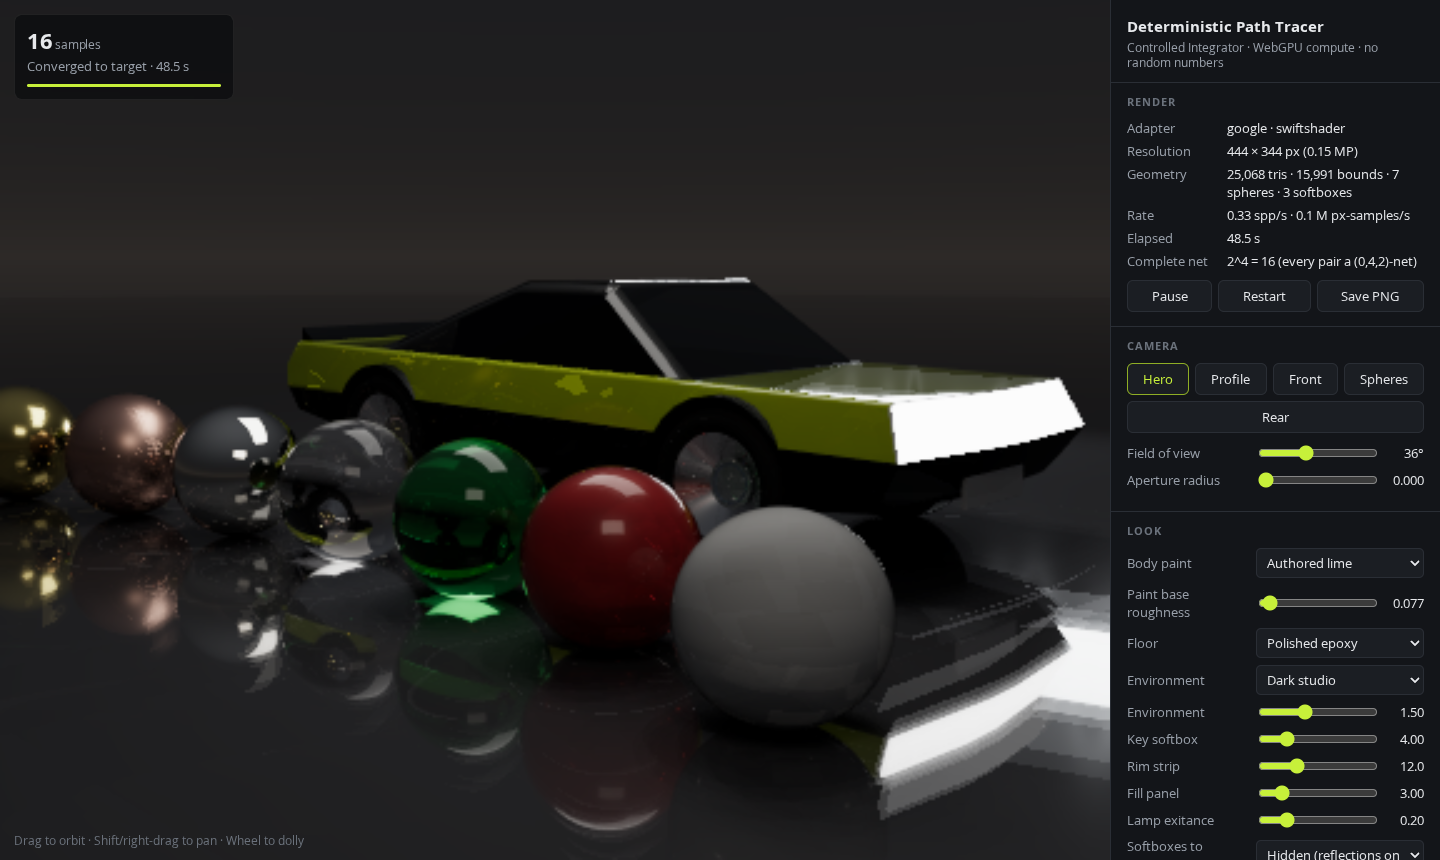 16 samples
Converged to target · 48.5 s
Drag to orbit · Shift/right-drag to pan · Wheel to dolly
Deterministic Path Tracer
Controlled Integrator · WebGPU compute · no
random numbers
RENDER
Adapter google · swiftshader
Resolution 444 × 344 px (0.15 MP)
Geometry 25,068 tris · 15,991 bounds · 7
spheres · 3 softboxes
Rate 0.33 spp/s · 0.1 M px-samples/s
Elapsed 48.5 s
Complete net 2^4 = 16 (every pair a (0,4,2)-net)
Pause Restart Save PNG
CAMERA
Hero Profile Front Spheres
Rear
Field of view 36°
Aperture radius 0.000
LOOK
Body paint Authored lime
Paint base
roughness 0.077
Floor Polished epoxy
Environment Dark studio
Environment 1.50
Key softbox 4.00
Rim strip 12.0
Fill panel 3.00
Lamp exitance 0.20
Softboxes to Hidden (reflections on